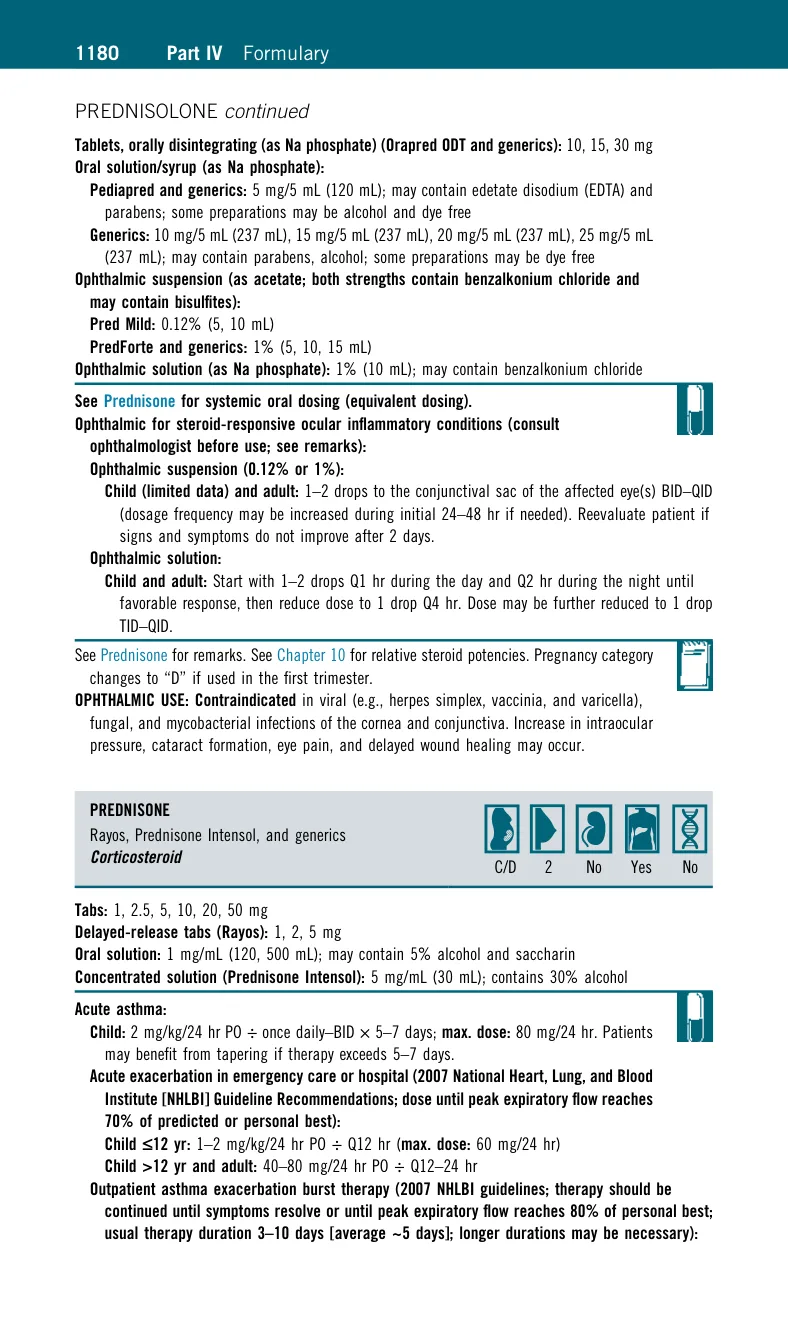 1180 Part IV Formulary
PREDNISOLONE continued
Tablets, orally disintegrating (as Na phosphate) (Orapred ODT and generics): 10, 15, 30 mg
Oral solution/syrup (as Na phosphate):
Pediapred and generics: 5 mg/5 mL (120 mL); may contain edetate disodium (EDTA) and
parabens; some preparations may be alcohol and dye free
Generics: 10 mg/5 mL (237 mL), 15 mg/5 mL (237 mL), 20 mg/5 mL (237 mL), 25 mg/5 mL
(237 mL); may contain parabens, alcohol; some preparations may be dye free
Ophthalmic suspension (as acetate; both strengths contain benzalkonium chloride and
may contain bisulfites):
Pred Mild: 0.12% (5, 10 mL)
PredForte and generics: 1% (5, 10, 15 mL)
Ophthalmic solution (as Na phosphate): 1% (10 mL); may contain benzalkonium chloride
See Prednisone for systemic oral dosing (equivalent dosing).
Ophthalmic for steroid-responsive ocular inflammatory conditions (consult
ophthalmologist before use; see remarks):
Ophthalmic suspension (0.12% or 1%):
Child (limited data) and adult: 1–2 drops to the conjunctival sac of the affected eye(s) BID–QID
(dosage frequency may be increased during initial 24–48 hr if needed). Reevaluate patient if
signs and symptoms do not improve after 2 days.
Ophthalmic solution:
Child and adult: Start with 1–2 drops Q1 hr during the day and Q2 hr during the night until
favorable response, then reduce dose to 1 drop Q4 hr. Dose may be further reduced to 1 drop
TID–QID.
See Prednisone for remarks. See Chapter 10 for relative steroid potencies. Pregnancy category
changes to “D” if used in the first trimester.
OPHTHALMIC USE: Contraindicated in viral (e.g., herpes simplex, vaccinia, and varicella),
fungal, and mycobacterial infections of the cornea and conjunctiva. Increase in intraocular
pressure, cataract formation, eye pain, and delayed wound healing may occur.
PREDNISONE
Rayos, Prednisone Intensol, and generics
Corticosteroid
C/D 2 No Yes No
Tabs: 1, 2.5, 5, 10, 20, 50 mg
Delayed-release tabs (Rayos): 1, 2, 5 mg
Oral solution: 1 mg/mL (120, 500 mL); may contain 5% alcohol and saccharin
Concentrated solution (Prednisone Intensol): 5 mg/mL (30 mL); contains 30% alcohol
Acute asthma:
Child: 2 mg/kg/24 hr PO ÷ once daily–BID × 5–7 days; max. dose: 80 mg/24 hr. Patients
may benefit from tapering if therapy exceeds 5–7 days.
Acute exacerbation in emergency care or hospital (2007 National Heart, Lung, and Blood
Institute [NHLBI] Guideline Recommendations; dose until peak expiratory flow reaches
70% of predicted or personal best):
Child ≤12 yr: 1–2 mg/kg/24 hr PO ÷ Q12 hr (max. dose: 60 mg/24 hr)
Child >12 yr and adult: 40–80 mg/24 hr PO ÷ Q12–24 hr
Outpatient asthma exacerbation burst therapy (2007 NHLBI guidelines; therapy should be
continued until symptoms resolve or until peak expiratory flow reaches 80% of personal best;
usual therapy duration 3–10 days [average ~5 days]; longer durations may be necessary):